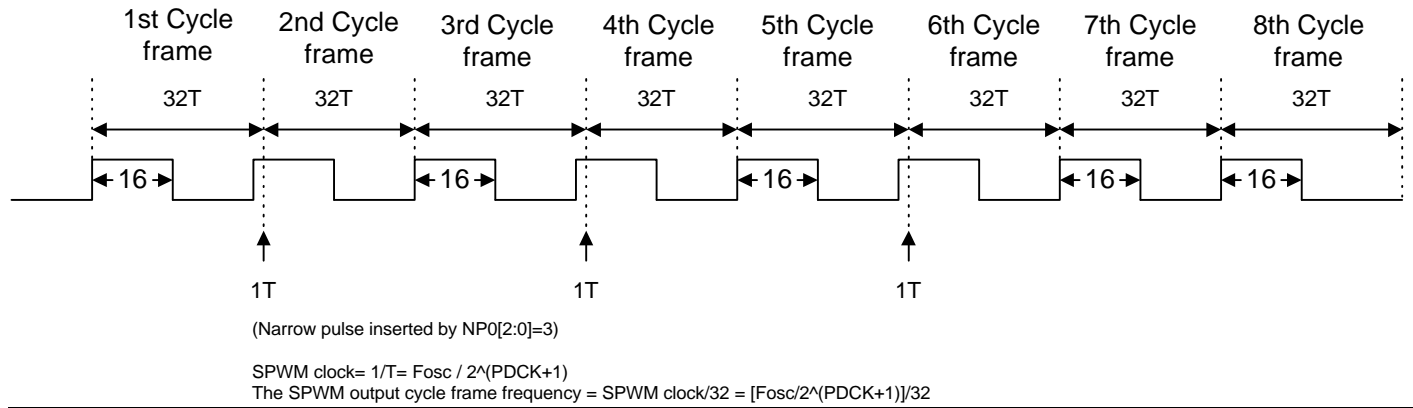 1st Cycle frame
2nd Cycle frame
3rd Cycle frame
4th Cycle frame
5th Cycle frame
6th Cycle frame
7th Cycle frame
8th Cycle frame
32T 32T 32T 32T 32T 32T 32T 32T
16 16 16 16 16
1T 1T 1T
(Narrow pulse inserted by NP0[2:0]=3)
SPWM clock= 1/T= Fosc / 2^(PDCK+1)
The SPWM output cycle frame frequency = SPWM clock/32 = [Fosc/2^(PDCK+1)]/32